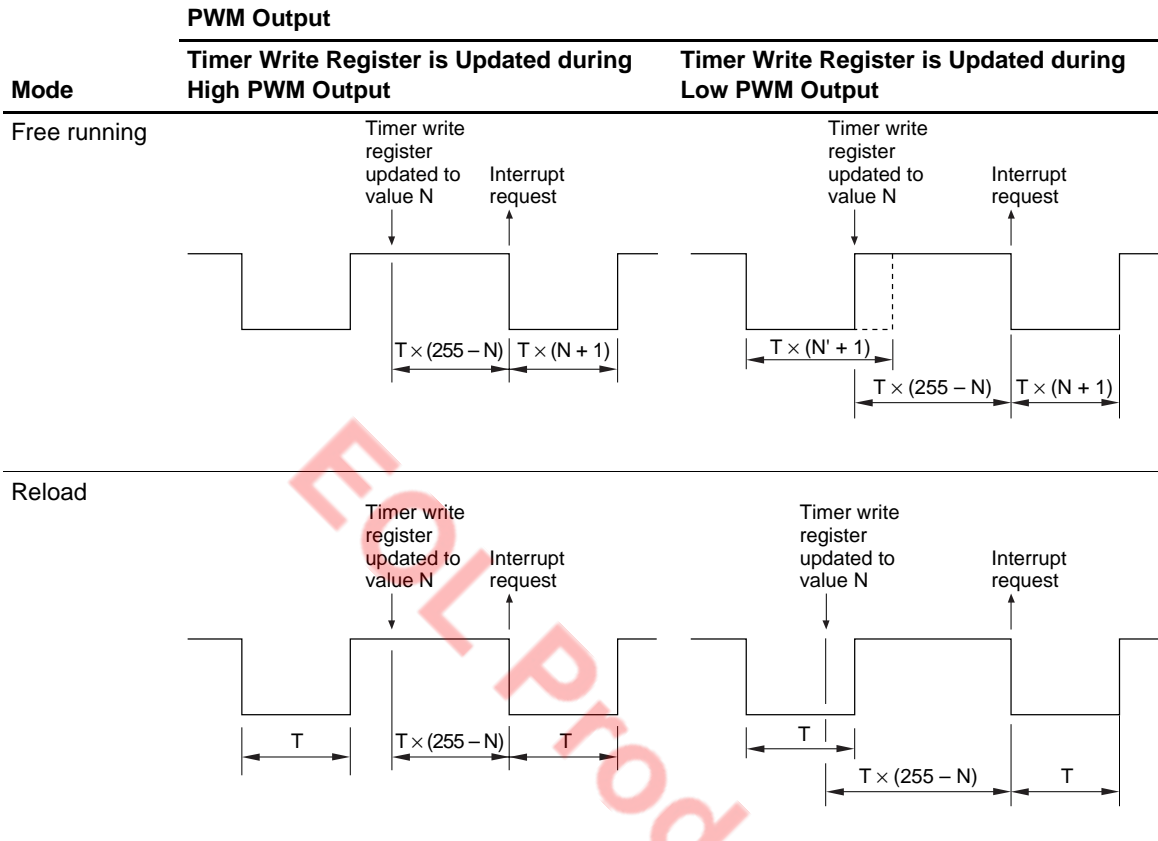 PWM Output
Mode
Timer Write Register is Updated during
High PWM Output
Timer Write Register is Updated during
Low PWM Output
Free running
Timer write
register
updated to
value N
Interrupt
request
T × (255 – N)
T × (N + 1)
Timer write
register
updated to
value N
Interrupt
request
T × (N' + 1)
T × (255 – N)
T × (N + 1)
Reload
Timer write
register
updated to
value N
Interrupt
request
T
T × (255 – N)
T
Timer write
register
updated to
value N
Interrupt
request
T
T × (255 – N)
T
EOL Prod